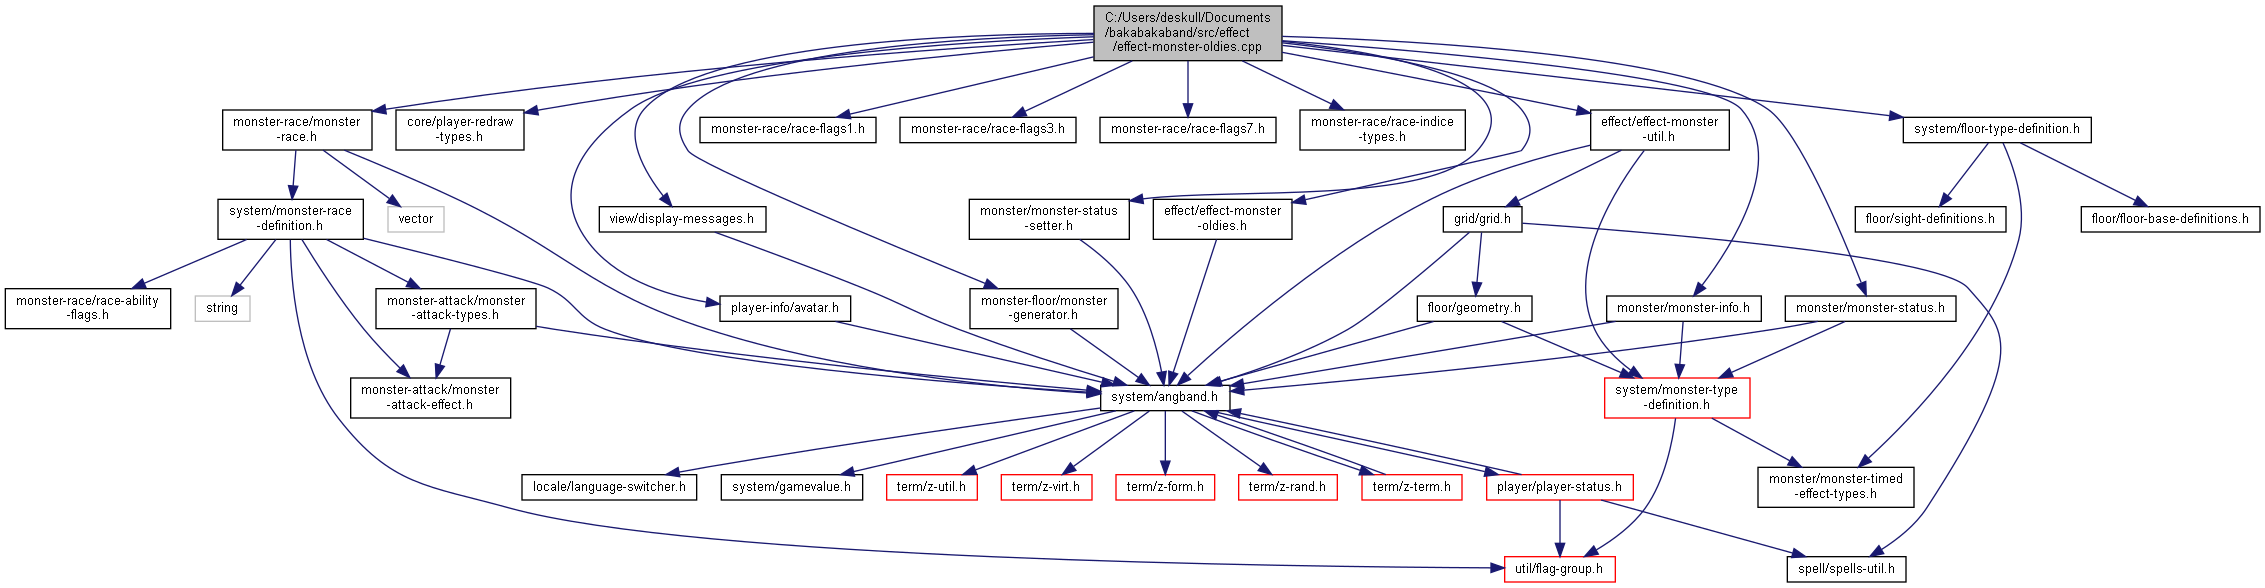 C:/Users/deskull/Documents
/bakabakaband/src/effect
/effect-monster-oldies.cpp
monster-race/monster
-race.h
core/player-redraw
-types.h
monster-race/race-flags1.h
monster-race/race-flags3.h
monster-race/race-flags7.h
monster-race/race-indice
-types.h
effect/effect-monster
-util.h
system/floor-type-definition.h
system/monster-race
-definition.h
vector
view/display-messages.h
monster/monster-status
-setter.h
effect/effect-monster
-oldies.h
grid/grid.h
floor/sight-definitions.h
floor/floor-base-definitions.h
monster-race/race-ability
-flags.h
string
monster-attack/monster
-attack-types.h
player-info/avatar.h
monster-floor/monster
-generator.h
floor/geometry.h
monster/monster-info.h
monster/monster-status.h
monster-attack/monster
-attack-effect.h
system/angband.h
system/monster-type
-definition.h
locale/language-switcher.h
system/gamevalue.h
term/z-util.h
term/z-virt.h
term/z-form.h
term/z-rand.h
term/z-term.h
player/player-status.h
monster/monster-timed
-effect-types.h
util/flag-group.h
spell/spells-util.h